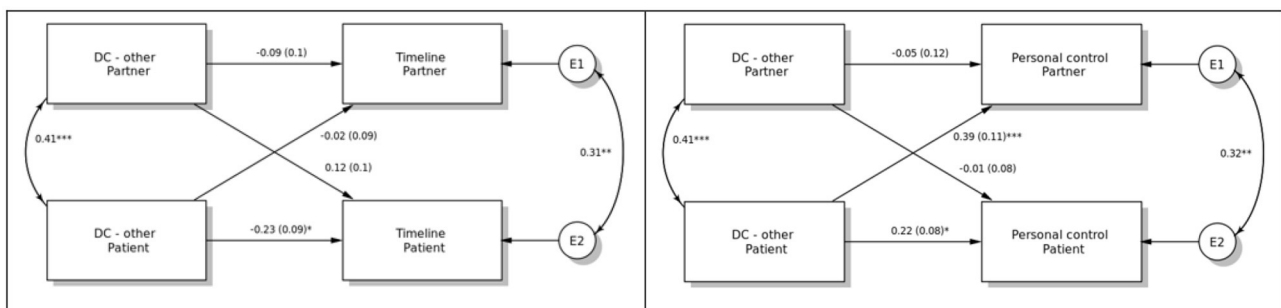 DC - other
Partner
-0.09 (0.1)
Timeline
Partner
E1
0.41***
-0.02 (0.09)
0.12 (0.1)
0.31**
DC - other
Patient
-0.23 (0.09)*
Timeline
Patient
E2
DC - other
Partner
-0.05 (0.12)
Personal control
Partner
E1
0.41***
0.39 (0.11)***
-0.01 (0.08)
0.32**
DC - other
Patient
0.22 (0.08)*
Personal control
Patient
E2